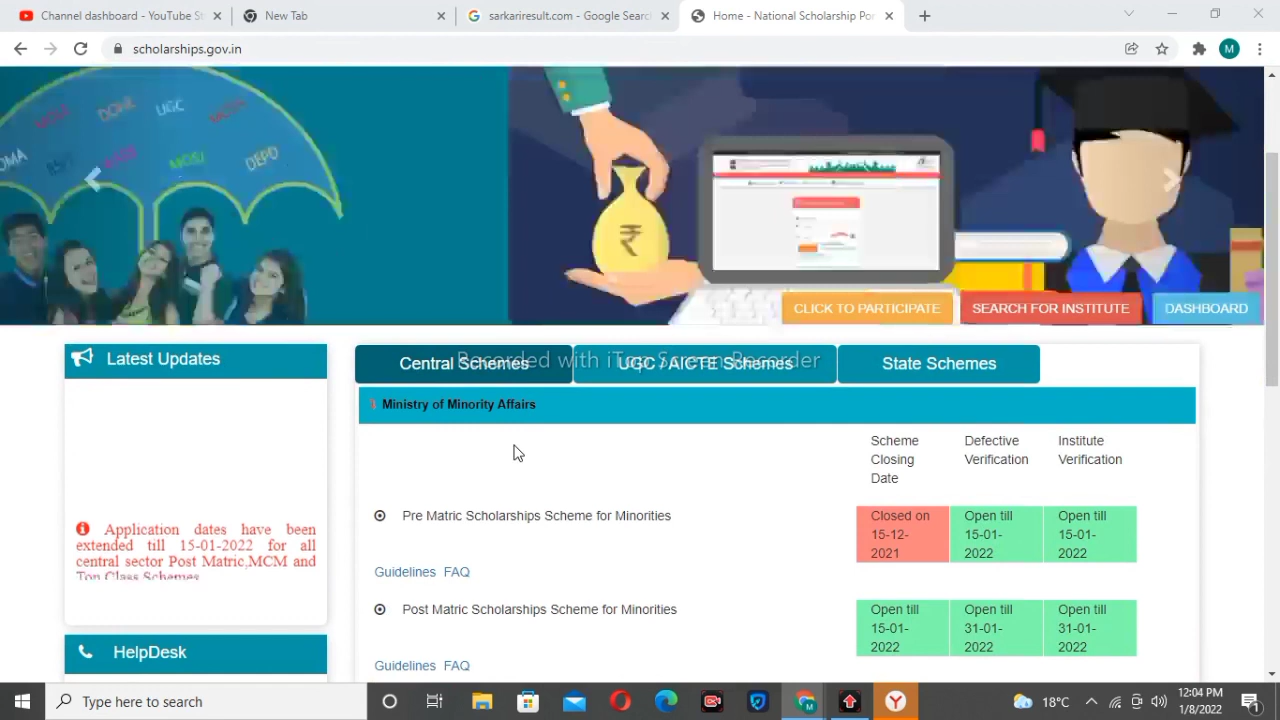 Channel dashboard - YouTube St
New Tab
sarkariresult.com - Google Searc
Home - National Scholarship Por
scholarships.gov.in
M
UGC
DEPD
CLICK TO PARTICIPATE
SEARCH FOR INSTITUTE
DASHBOARD
Latest Updates
Application dates have been
extended till 15-01-2022 for all
central sector Post Matric,MCM and
Top Class Schemes
HelpDesk
Central Schemes
UGC / AICTE Schemes
State Schemes
Recorded with iTop Screen Recorder
Ministry of Minority Affairs
Scheme
Closing
Date
Defective
Verification
Institute
Verification
Pre Matric Scholarships Scheme for Minorities
Closed on
15-12-
2021
Open till
15-01-
2022
Open till
15-01-
2022
Guidelines FAQ
Post Matric Scholarships Scheme for Minorities
Open till
15-01-
2022
Open till
31-01-
2022
Open till
31-01-
2022
Guidelines FAQ
Type here to search
18°C
12:04 PM
1/8/2022